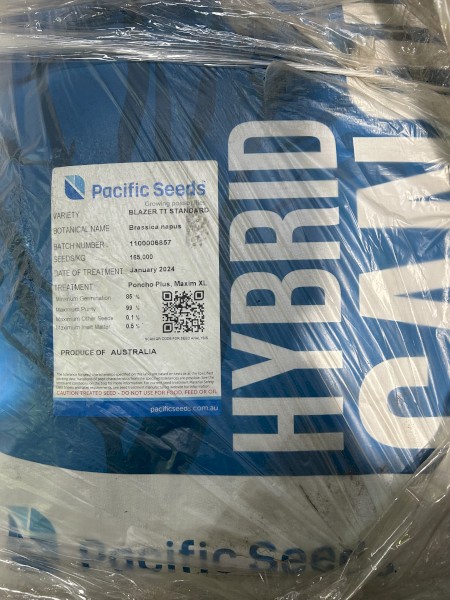 Pacific Seeds
Growing possibilities
VARIETY BLAZER TT STANDARD
BOTANICAL NAME Brassica napus
BATCH NUMBER 1100006857
SEEDS/KG 165,000
DATE OF TREATMENT January 2024
TREATMENT Poncho Plus, Maxim XL
Minimum Germination 85 %
Minimum Purity 99 %
Maximum Other Seeds 0.1 %
Maximum Inert Matter 0.5 %
PRODUCE OF AUSTRALIA
CAUTION TREATED SEED - DO NOT USE FOR FOOD, FEED OR OIL
pacificseeds.com.au
HYBRID
CAN
Pacific Seeds